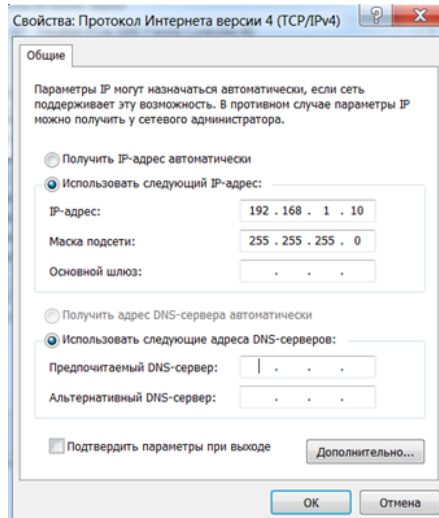 Свойства: Протокол Интернета версии 4 (TCP/IPv4)
Общие
Параметры IP могут назначаться автоматически, если сеть
поддерживает эту возможность. В противном случае параметры IP
можно получить у сетевого администратора.
Получить IP-адрес автоматически
Использовать следующий IP-адрес:
IP-адрес: 192 . 168 . 1 . 10
Маска подсети: 255 . 255 . 255 . 0
Основной шлюз: . . .
Получить адрес DNS-сервера автоматически
Использовать следующие адреса DNS-серверов:
Предпочитаемый DNS-сервер: . . .
Альтернативный DNS-сервер: . . .
Подтвердить параметры при выходе
Дополнительно...
ОК Отмена